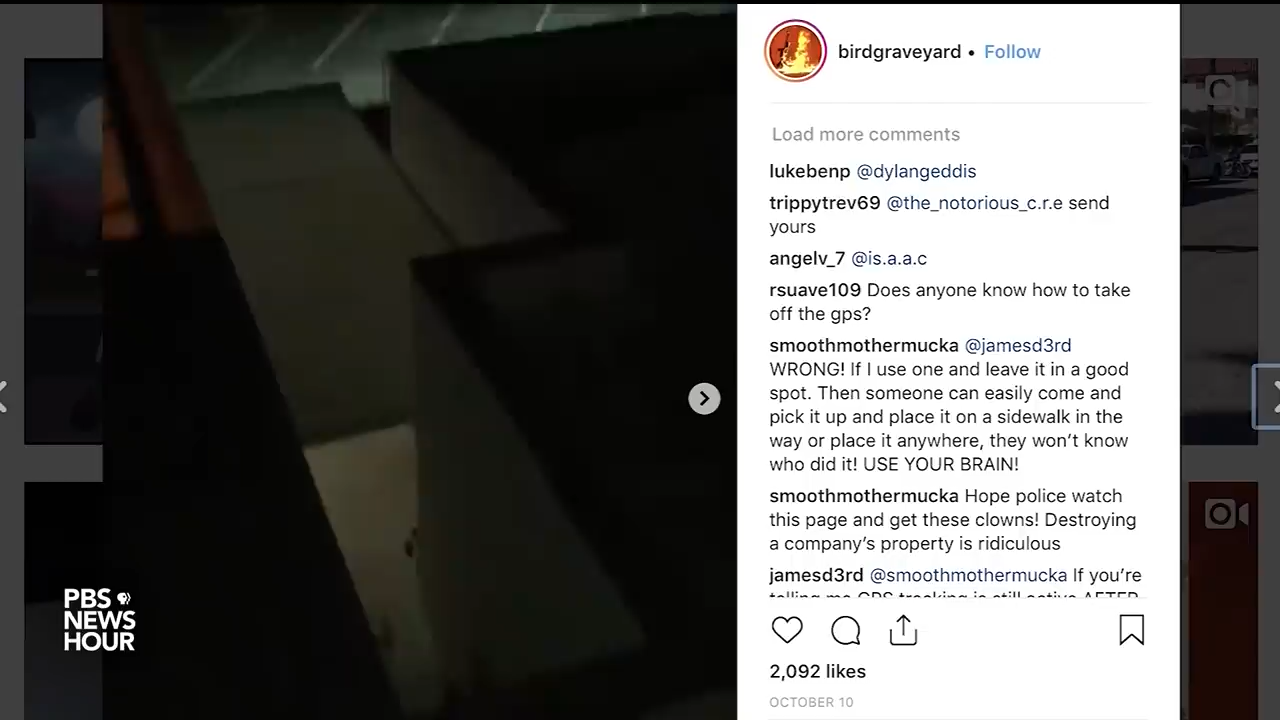 birdgraveyard • Follow
Load more comments
lukebenp @dylangeddis
trippytrev69 @the_notorious_c.r.e send
yours
angelv_7 @is.a.a.c
rsuave109 Does anyone know how to take
off the gps?
smoothmothermucka @jamesd3rd
WRONG! If I use one and leave it in a good
spot. Then someone can easily come and
pick it up and place it on a sidewalk in the
way or place it anywhere, they won't know
who did it! USE YOUR BRAIN!
smoothmothermucka Hope police watch
this page and get these clowns! Destroying
a company's property is ridiculous
jamesd3rd @smoothmothermucka If you're
telling me GPS tracking is still active AFTER
2,092 likes
OCTOBER 10
PBS
NEWS
HOUR